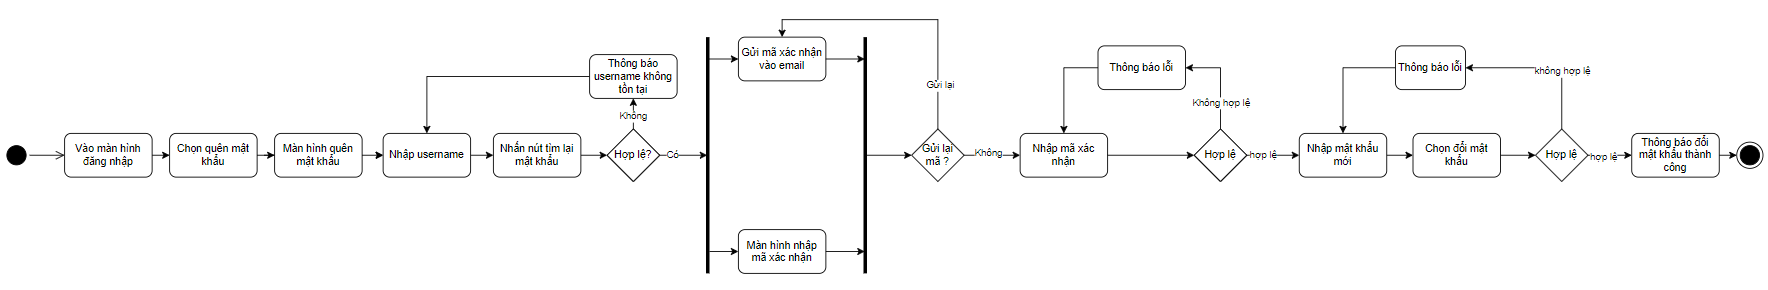 Vào màn hình
đăng nhập
Chọn quên mật
khẩu
Màn hình quên
mật khẩu
Nhập username
Nhấn nút tìm lại
mật khẩu
Hợp lệ?
Không
Thông báo
username không
tồn tại
Có
Gửi mã xác nhận
vào email
Màn hình nhập
mã xác nhận
Gửi lại
mã ?
Gửi lại
Không
Nhập mã xác
nhận
Hợp lệ
Không hợp lệ
Thông báo lỗi
hợp lệ
Nhập mật khẩu
mới
Chọn đổi mật
khẩu
Hợp lệ
không hợp lệ
Thông báo lỗi
hợp lệ
Thông báo đổi
mật khẩu thành
công